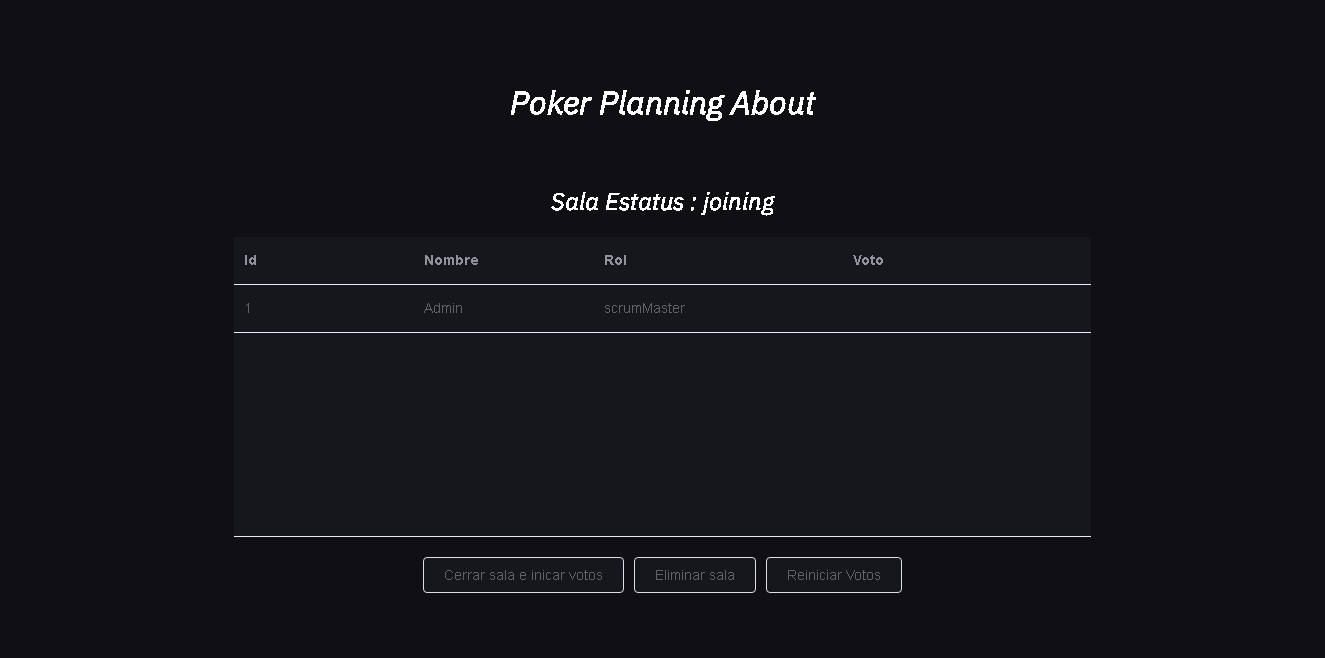 Poker Planning About
Sala Estatus : joining
Id Nombre Rol Voto
1 Admin scrumMaster
Cerrar sala e inicar votos Eliminar sala Reiniciar Votos